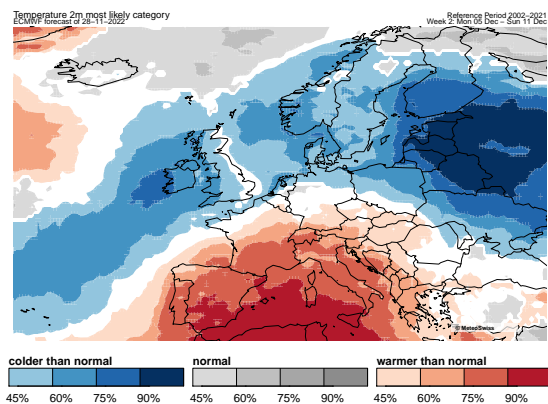 Temperature 2m most likely category
ECMWF forecast of 28-11-2022
Reference Period 2002-2021
Week 2: Mon 05 Dec – Sun 11 Dec
© MeteoSwiss
colder than normal
normal
warmer than normal
45% 60% 75% 90%
45% 60% 75% 90%
45% 60% 75% 90%